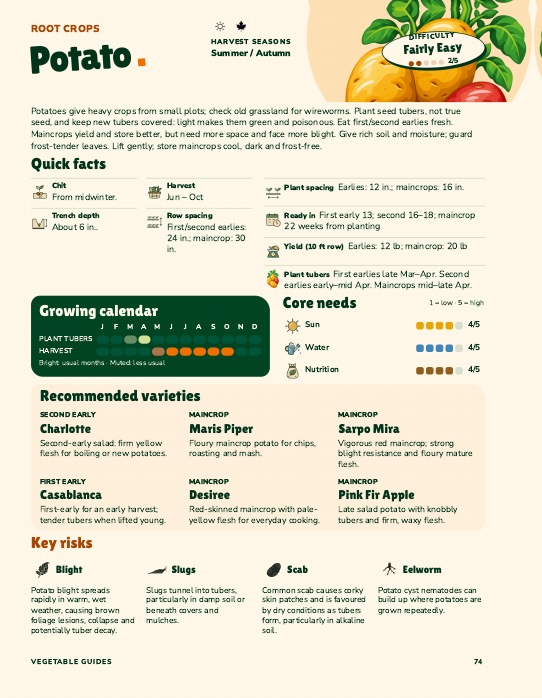 ROOT CROPS
Potato.
HARVEST SEASONS
Summer / Autumn
DIFFICULTY
Fairly Easy
2/5
Potatoes give heavy crops from small plots; check old grassland for wireworms. Plant seed tubers, not true
seed, and keep new tubers covered: light makes them green and poisonous. Eat first/second earlies fresh.
Maincrops yield and store better, but need more space and face more blight. Give rich soil and moisture; guard
frost-tender leaves. Lift gently; store maincrops cool, dark and frost-free.
Quick facts
Chit
From midwinter.
Harvest
Jun – Oct
Trench depth
About 6 in..
Row spacing
First/second earlies:
24 in.; maincrop: 30
in.
Plant spacing Earlies: 12 in.; maincrops: 16 in.
Ready in First early 13; second 16–18; maincrop
22 weeks from planting
Yield (10 ft row) Earlies: 12 lb; maincrop: 20 lb
Plant tubers First earlies late Mar–Apr. Second
earlies early–mid Apr. Maincrops mid–late Apr.
Growing calendar
J F M A M J J A S O N D
PLANT TUBERS
HARVEST
Bright: usual months · Muted: less usual
Core needs
1 = low · 5 = high
Sun 4/5
Water 4/5
Nutrition 4/5
Recommended varieties
SECOND EARLY
Charlotte
Second-early salad: firm yellow
flesh for boiling or new potatoes.
MAINCROP
Maris Piper
Floury maincrop potato for chips,
roasting and mash.
MAINCROP
Sarpo Mira
Vigorous red maincrop; strong
blight resistance and floury mature
flesh.
FIRST EARLY
Casablanca
First-early for an early harvest;
tender tubers when lifted young.
MAINCROP
Desiree
Red-skinned maincrop with pale-
yellow flesh for everyday cooking.
MAINCROP
Pink Fir Apple
Late salad potato with knobbly
tubers and firm, waxy flesh.
Key risks
Blight
Potato blight spreads
rapidly in warm, wet
weather, causing brown
foliage lesions, collapse and
potentially tuber decay.
Slugs
Slugs tunnel into tubers,
particularly in damp soil or
beneath covers and
mulches.
Scab
Common scab causes corky
skin patches and is favoured
by dry conditions as tubers
form, particularly in alkaline
soil.
Eelworm
Potato cyst nematodes can
build up where potatoes are
grown repeatedly.
VEGETABLE GUIDES
74